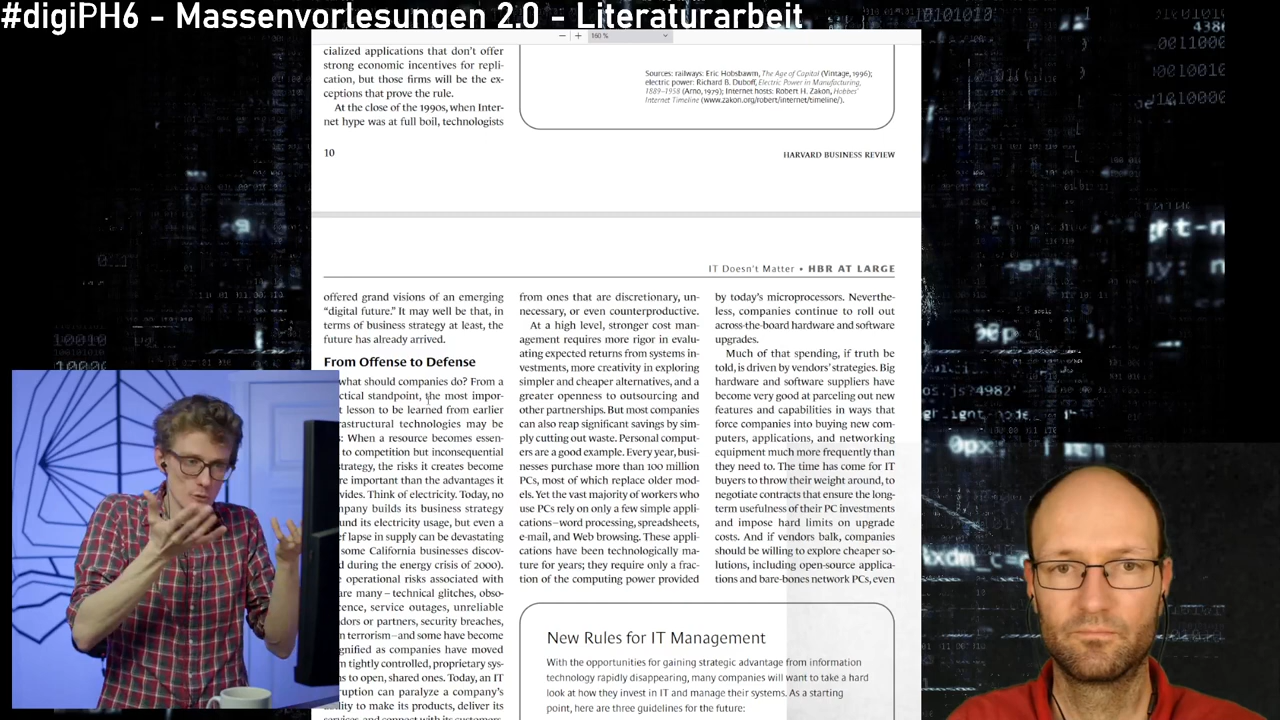 #digiPH6 - Massenvorlesungen 2.0 - Literaturarbeit
160 %
cialized applications that don't offer
strong economic incentives for repli-
cation, but those firms will be the ex-
ceptions that prove the rule.
At the close of the 1990s, when Inter-
net hype was at full boil, technologists
Sources: railways: Eric Hobsbawm, The Age of Capital (Vintage, 1996);
electric power: Richard B. Duboff, Electric Power in Manufacturing,
1889–1958 (Arno, 1979); Internet hosts: Robert H. Zakon, Hobbes'
Internet Timeline (www.zakon.org/robert/internet/timeline/).
10
HARVARD BUSINESS REVIEW
IT Doesn't Matter • HBR AT LARGE
offered grand visions of an emerging
“digital future.” It may well be that, in
terms of business strategy at least, the
future has already arrived.
From Offense to Defense
what should companies do? From a
ctical standpoint, the most impor-
t lesson to be learned from earlier
rastructural technologies may be
: When a resource becomes essen-
to competition but inconsequential
strategy, the risks it creates become
re important than the advantages it
vides. Think of electricity. Today, no
mpany builds its business strategy
und its electricity usage, but even a
ef lapse in supply can be devastating
some California businesses discov-
d during the energy crisis of 2000).
e operational risks associated with
are many – technical glitches, obso-
cence, service outages, unreliable
dors or partners, security breaches,
n terrorism – and some have become
gnified as companies have moved
m tightly controlled, proprietary sys-
s to open, shared ones. Today, an IT
ruption can paralyze a company's
ity to make its products, deliver its
services, and connect with its customers,
from ones that are discretionary, un-
necessary, or even counterproductive.
At a high level, stronger cost man-
agement requires more rigor in evalu-
ating expected returns from systems in-
vestments, more creativity in exploring
simpler and cheaper alternatives, and a
greater openness to outsourcing and
other partnerships. But most companies
can also reap significant savings by sim-
ply cutting out waste. Personal comput-
ers are a good example. Every year, busi-
nesses purchase more than 100 million
PCs, most of which replace older mod-
els. Yet the vast majority of workers who
use PCs rely on only a few simple appli-
cations – word processing, spreadsheets,
e-mail, and Web browsing. These appli-
cations have been technologically ma-
ture for years; they require only a frac-
tion of the computing power provided
by today's microprocessors. Neverthe-
less, companies continue to roll out
across-the-board hardware and software
upgrades.
Much of that spending, if truth be
told, is driven by vendors' strategies. Big
hardware and software suppliers have
become very good at parceling out new
features and capabilities in ways that
force companies into buying new com-
puters, applications, and networking
equipment much more frequently than
they need to. The time has come for IT
buyers to throw their weight around, to
negotiate contracts that ensure the long-
term usefulness of their PC investments
and impose hard limits on upgrade
costs. And if vendors balk, companies
should be willing to explore cheaper so-
lutions, including open-source applica-
tions and bare-bones network PCs, even
New Rules for IT Management
With the opportunities for gaining strategic advantage from information
technology rapidly disappearing, many companies will want to take a hard
look at how they invest in IT and manage their systems. As a starting
point, here are three guidelines for the future: